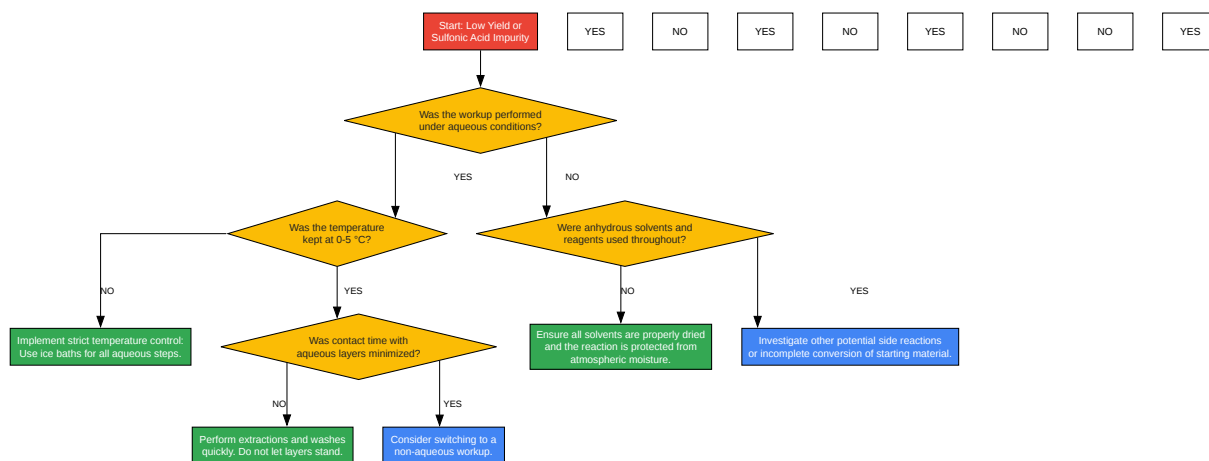 Start: Low Yield or
Sulfonic Acid Impurity
YES
NO
YES
NO
YES
NO
NO
YES
Was the workup performed
under aqueous conditions?
YES
NO
Was the temperature
kept at 0-5 °C?
Were anhydrous solvents and
reagents used throughout?
NO
YES
NO
YES
Implement strict temperature control:
Use ice baths for all aqueous steps.
Was contact time with
aqueous layers minimized?
Ensure all solvents are properly dried
and the reaction is protected from
atmospheric moisture.
Investigate other potential side reactions
or incomplete conversion of starting material.
NO
YES
Perform extractions and washes
quickly. Do not let layers stand.
Consider switching to a
non-aqueous workup.